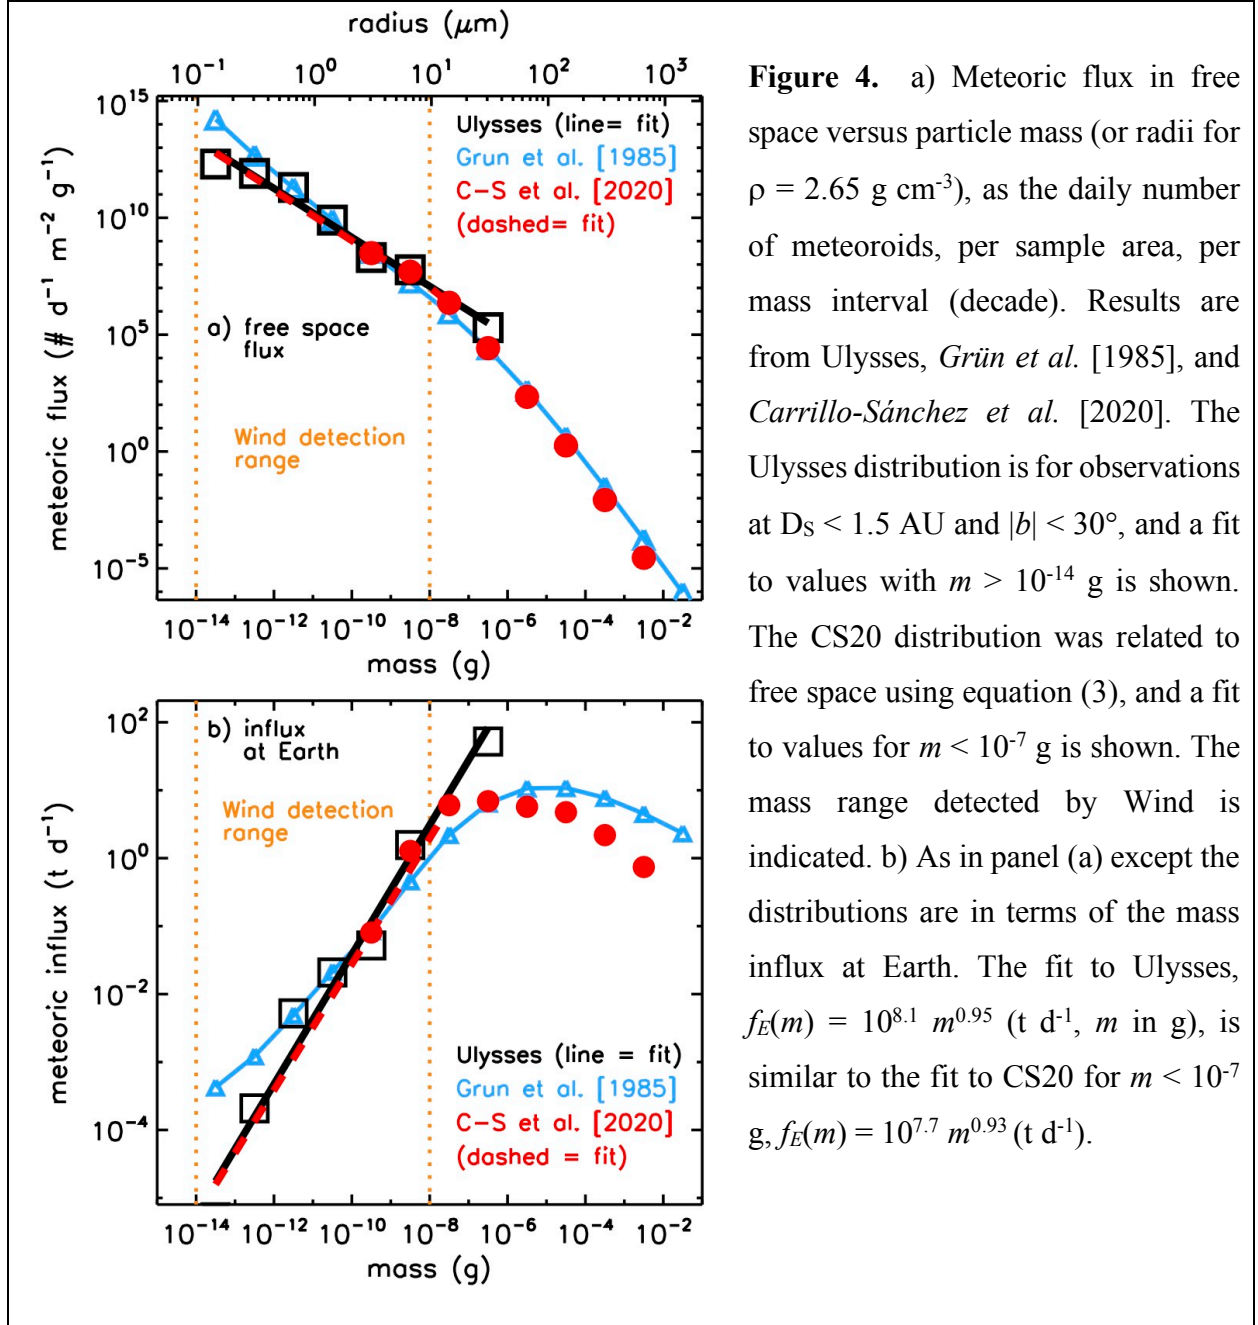 radius (μm)
10⁻¹ 10⁰ 10¹ 10² 10³
10¹⁵
10¹⁰
10⁵
10⁰
10⁻⁵
meteoric flux (# d⁻¹ m⁻² g⁻¹)
Ulysses (line= fit)
Grun et al. [1985]
C−S et al. [2020]
(dashed= fit)
a) free space
flux
Wind detection
range
10⁻¹⁴ 10⁻¹² 10⁻¹⁰ 10⁻⁸ 10⁻⁶ 10⁻⁴ 10⁻²
mass (g)
10²
10⁰
10⁻²
10⁻⁴
meteoric influx (t d⁻¹)
b) influx
at Earth
Wind detection
range
Ulysses (line = fit)
Grun et al. [1985]
C−S et al. [2020]
(dashed = fit)
10⁻¹⁴ 10⁻¹² 10⁻¹⁰ 10⁻⁸ 10⁻⁶ 10⁻⁴ 10⁻²
mass (g)
Figure 4. a) Meteoric flux in free
space versus particle mass (or radii for
ρ = 2.65 g cm⁻³), as the daily number
of meteoroids, per sample area, per
mass interval (decade). Results are
from Ulysses, Grün et al. [1985], and
Carrillo-Sánchez et al. [2020]. The
Ulysses distribution is for observations
at Dₛ < 1.5 AU and |b| < 30°, and a fit
to values with m > 10⁻¹⁴ g is shown.
The CS20 distribution was related to
free space using equation (3), and a fit
to values for m < 10⁻⁷ g is shown. The
mass range detected by Wind is
indicated. b) As in panel (a) except the
distributions are in terms of the mass
influx at Earth. The fit to Ulysses,
f_E(m) = 10⁸·¹ m⁰·⁹⁵ (t d⁻¹, m in g), is
similar to the fit to CS20 for m < 10⁻⁷
g, f_E(m) = 10⁷·⁷ m⁰·⁹³ (t d⁻¹).